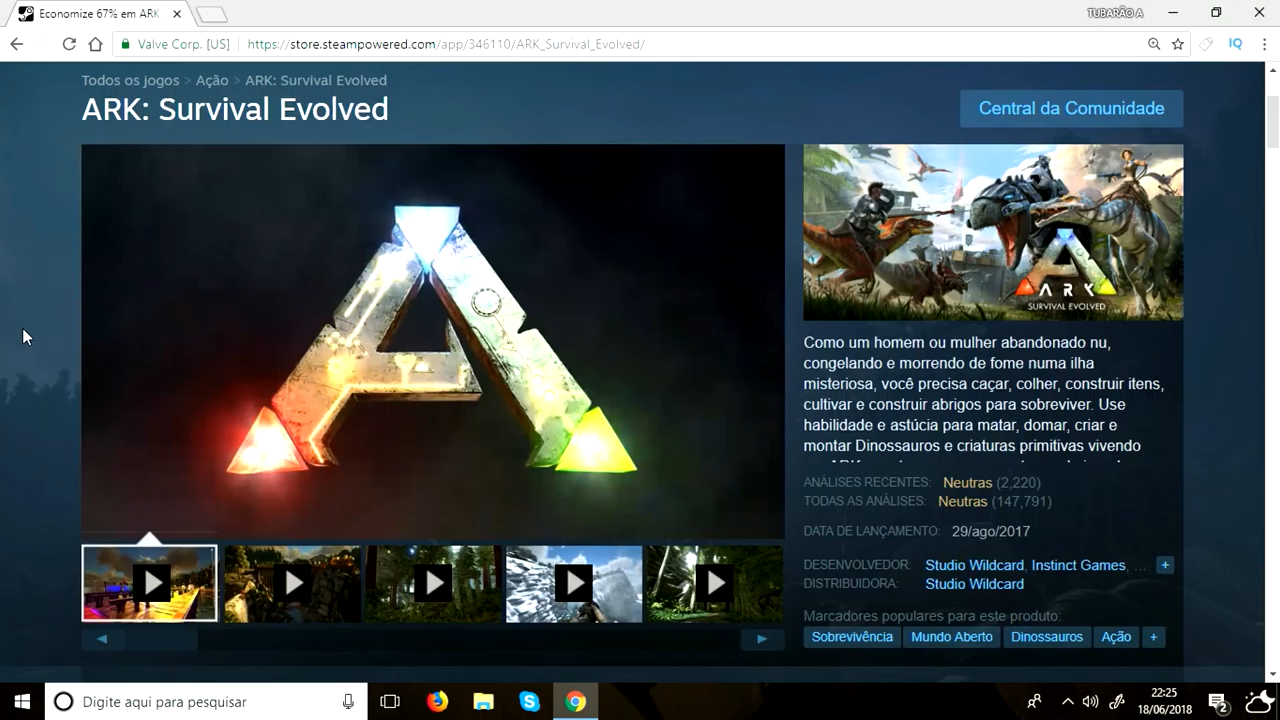 Economize 67% em ARK
TUBARÃO A
Valve Corp. [US]
https://store.steampowered.com/app/346110/ARK_Survival_Evolved/
IQ
Todos os jogos > Ação > ARK: Survival Evolved
ARK: Survival Evolved
Central da Comunidade
ARK
SURVIVAL EVOLVED
Como um homem ou mulher abandonado nu,
congelando e morrendo de fome numa ilha
misteriosa, você precisa caçar, colher, construir itens,
cultivar e construir abrigos para sobreviver. Use
habilidade e astúcia para matar, domar, criar e
montar Dinossauros e criaturas primitivas vivendo
ANÁLISES RECENTES: Neutras (2,220)
TODAS AS ANÁLISES: Neutras (147,791)
DATA DE LANÇAMENTO: 29/ago/2017
DESENVOLVEDOR: Studio Wildcard, Instinct Games, ... +
DISTRIBUIDORA: Studio Wildcard
Marcadores populares para este produto:
Sobrevivência Mundo Aberto Dinossauros Ação +
Digite aqui para pesquisar
22:25
18/06/2018
2